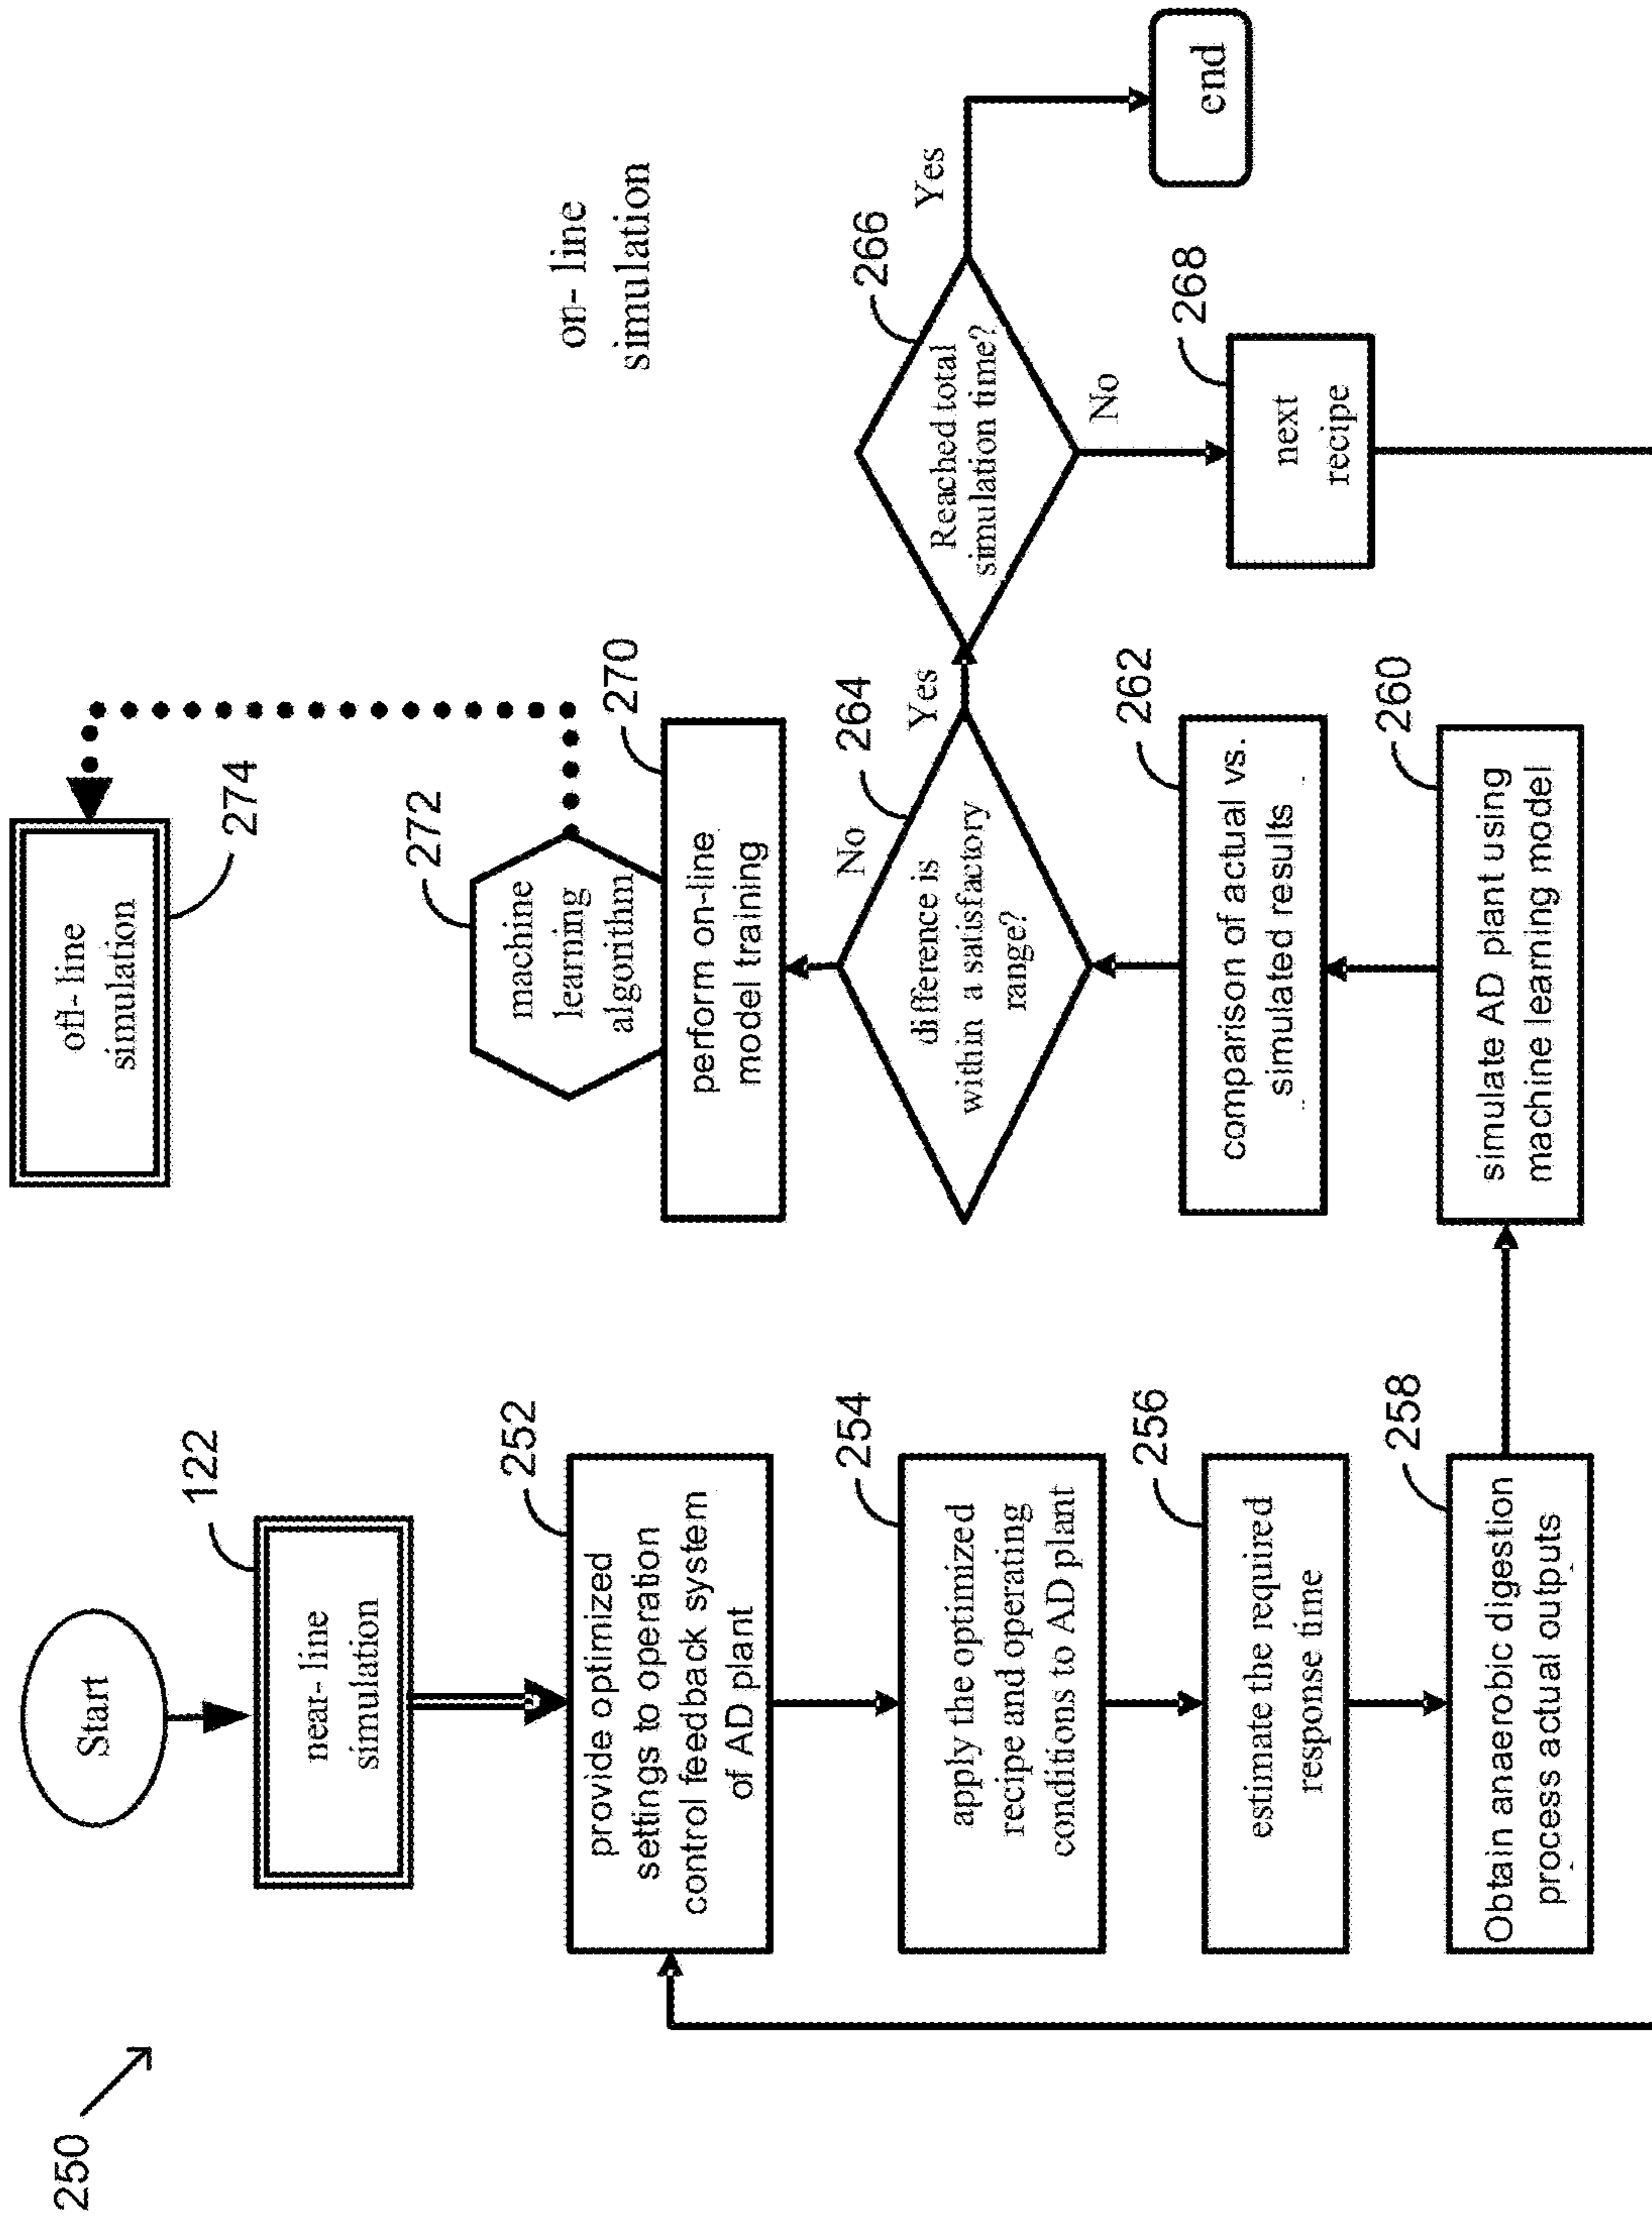 250
Start
122
near- line
simulation
252
provide optimized
settings to operation
control feedback system
of AD plant
254
apply the optimized
recipe and operating
conditions to AD plant
256
estimate the required
response time
258
Obtain anaerobic digestion
process actual outputs
off- line
simulation
274
272
machine
learning
algorithm
270
perform on-line
model training
No
264
Yes
difference is
within a satisfactory
range?
262
comparison of actual vs.
simulated results
260
simulate AD plant using
machine learning model
on- line
simulation
266
Yes
Reached total
simulation time?
No
268
next
recipe
end